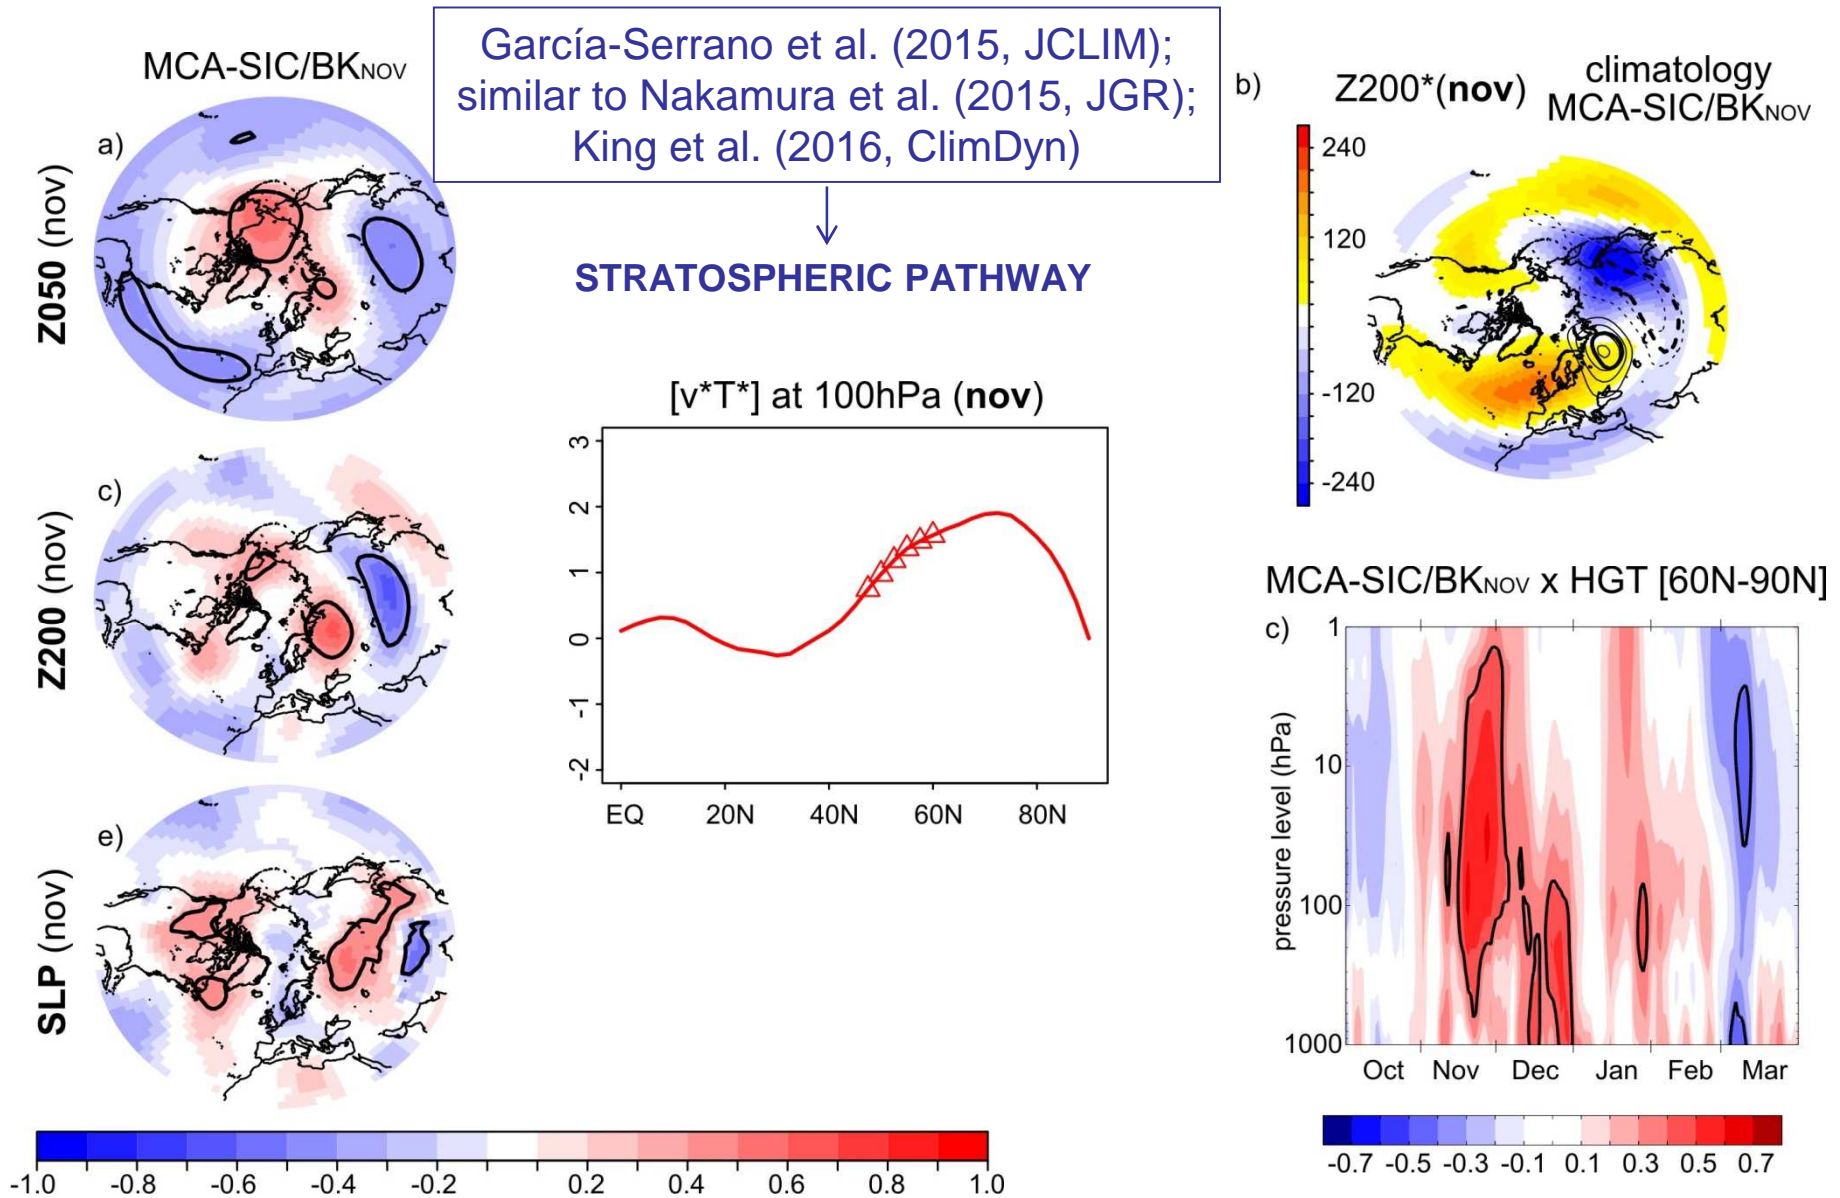 MCA-SIC/BKNOV
García-Serrano et al. (2015, JCLIM);
similar to Nakamura et al. (2015, JGR);
King et al. (2016, ClimDyn)
STRATOSPHERIC PATHWAY
a)
Z050 (nov)
c)
Z200 (nov)
e)
SLP (nov)
-1.0 -0.8 -0.6 -0.4 -0.2 0.2 0.4 0.6 0.8 1.0
[v*T*] at 100hPa (nov)
3
2
1
0
-1
-2
EQ 20N 40N 60N 80N
b)
Z200*(nov)
climatology
MCA-SIC/BKNOV
240
120
-120
-240
MCA-SIC/BKNOV x HGT [60N-90N]
c)
pressure level (hPa)
1
10
100
1000
Oct Nov Dec Jan Feb Mar
-0.7 -0.5 -0.3 -0.1 0.1 0.3 0.5 0.7